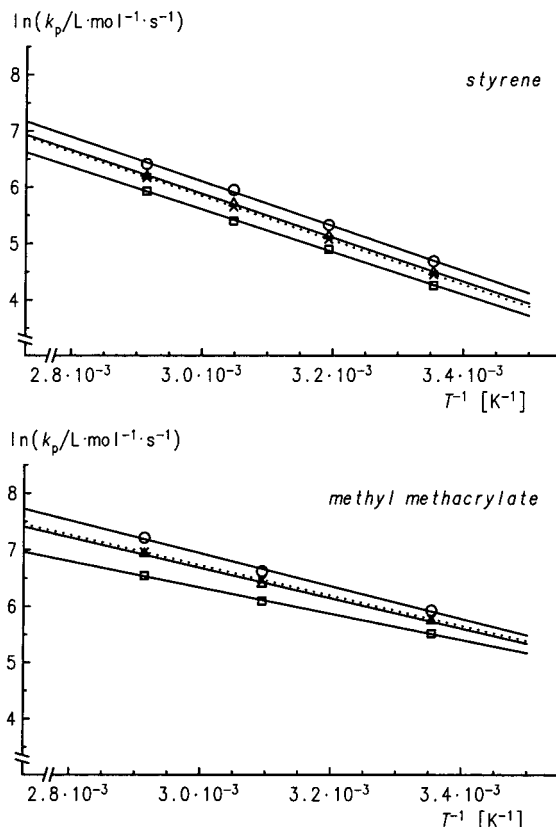 ln(kₚ/L·mol⁻¹·s⁻¹)
styrene
8
7
6
5
4
2.8·10⁻³ 3.0·10⁻³ 3.2·10⁻³ 3.4·10⁻³
T⁻¹ [K⁻¹]
ln(kₚ/L·mol⁻¹·s⁻¹)
methyl methacrylate
8
7
6
5
4
2.8·10⁻³ 3.0·10⁻³ 3.2·10⁻³ 3.4·10⁻³
T⁻¹ [K⁻¹]